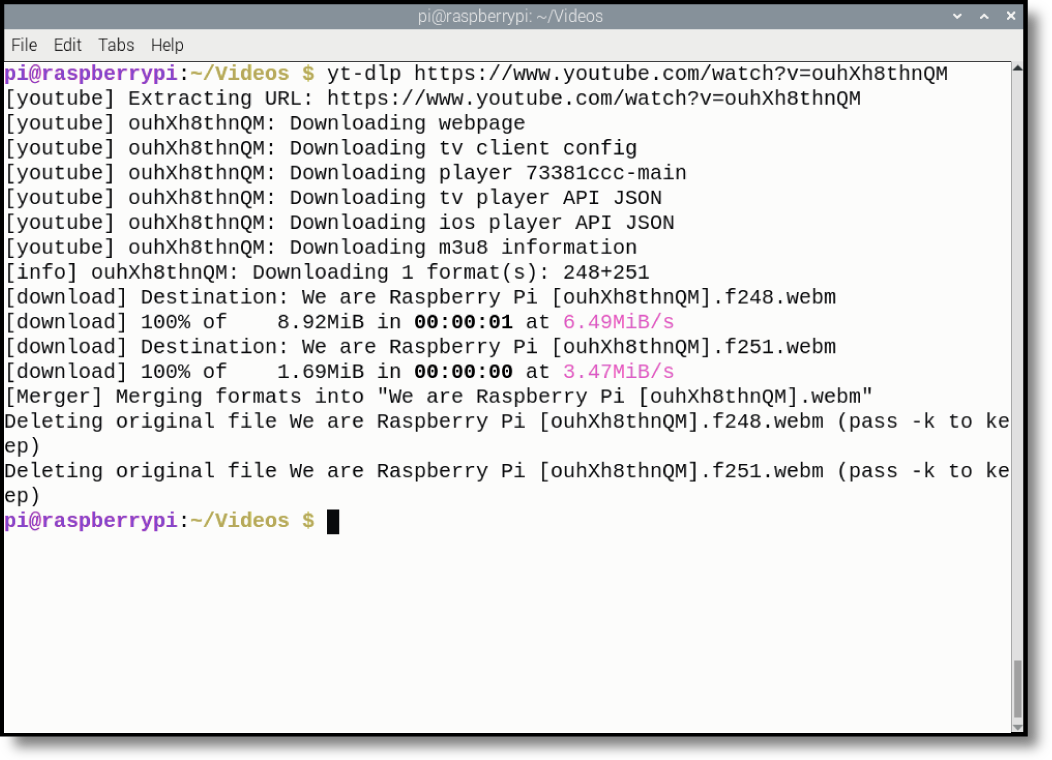 pi@raspberrypi: ~/Videos
File Edit Tabs Help
pi@raspberrypi:~/Videos $ yt-dlp https://www.youtube.com/watch?v=ouhXh8thnQM
[youtube] Extracting URL: https://www.youtube.com/watch?v=ouhXh8thnQM
[youtube] ouhXh8thnQM: Downloading webpage
[youtube] ouhXh8thnQM: Downloading tv client config
[youtube] ouhXh8thnQM: Downloading player 73381ccc-main
[youtube] ouhXh8thnQM: Downloading tv player API JSON
[youtube] ouhXh8thnQM: Downloading ios player API JSON
[youtube] ouhXh8thnQM: Downloading m3u8 information
[info] ouhXh8thnQM: Downloading 1 format(s): 248+251
[download] Destination: We are Raspberry Pi [ouhXh8thnQM].f248.webm
[download] 100% of    8.92MiB in 00:00:01 at 6.49MiB/s
[download] Destination: We are Raspberry Pi [ouhXh8thnQM].f251.webm
[download] 100% of    1.69MiB in 00:00:00 at 3.47MiB/s
[Merger] Merging formats into "We are Raspberry Pi [ouhXh8thnQM].webm"
Deleting original file We are Raspberry Pi [ouhXh8thnQM].f248.webm (pass -k to ke
ep)
Deleting original file We are Raspberry Pi [ouhXh8thnQM].f251.webm (pass -k to ke
ep)
pi@raspberrypi:~/Videos $